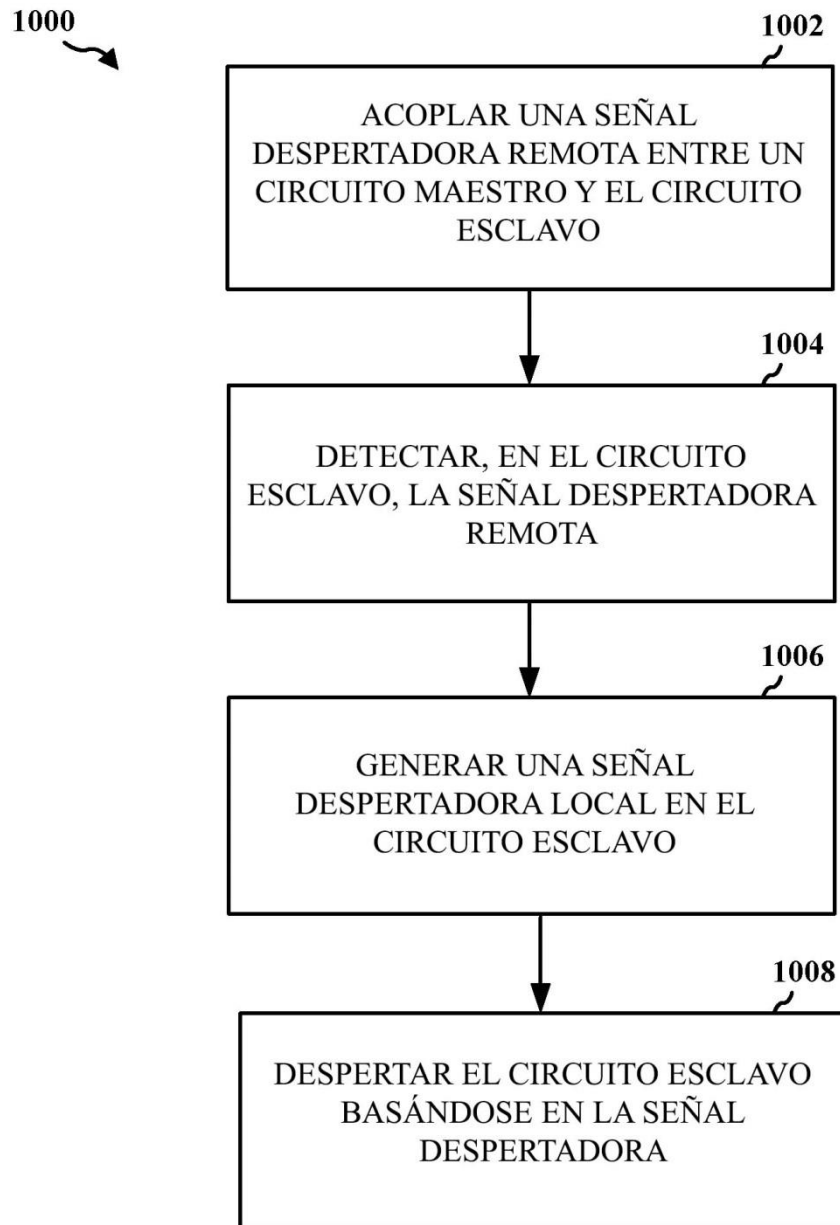 1000
1002
ACOPLAR UNA SEÑAL
DESPERTADORA REMOTA ENTRE UN
CIRCUITO MAESTRO Y EL CIRCUITO
ESCLAVO
1004
DETECTAR, EN EL CIRCUITO
ESCLAVO, LA SEÑAL DESPERTADORA
REMOTA
1006
GENERAR UNA SEÑAL
DESPERTADORA LOCAL EN EL
CIRCUITO ESCLAVO
1008
DESPERTAR EL CIRCUITO ESCLAVO
BASÁNDOSE EN LA SEÑAL
DESPERTADORA